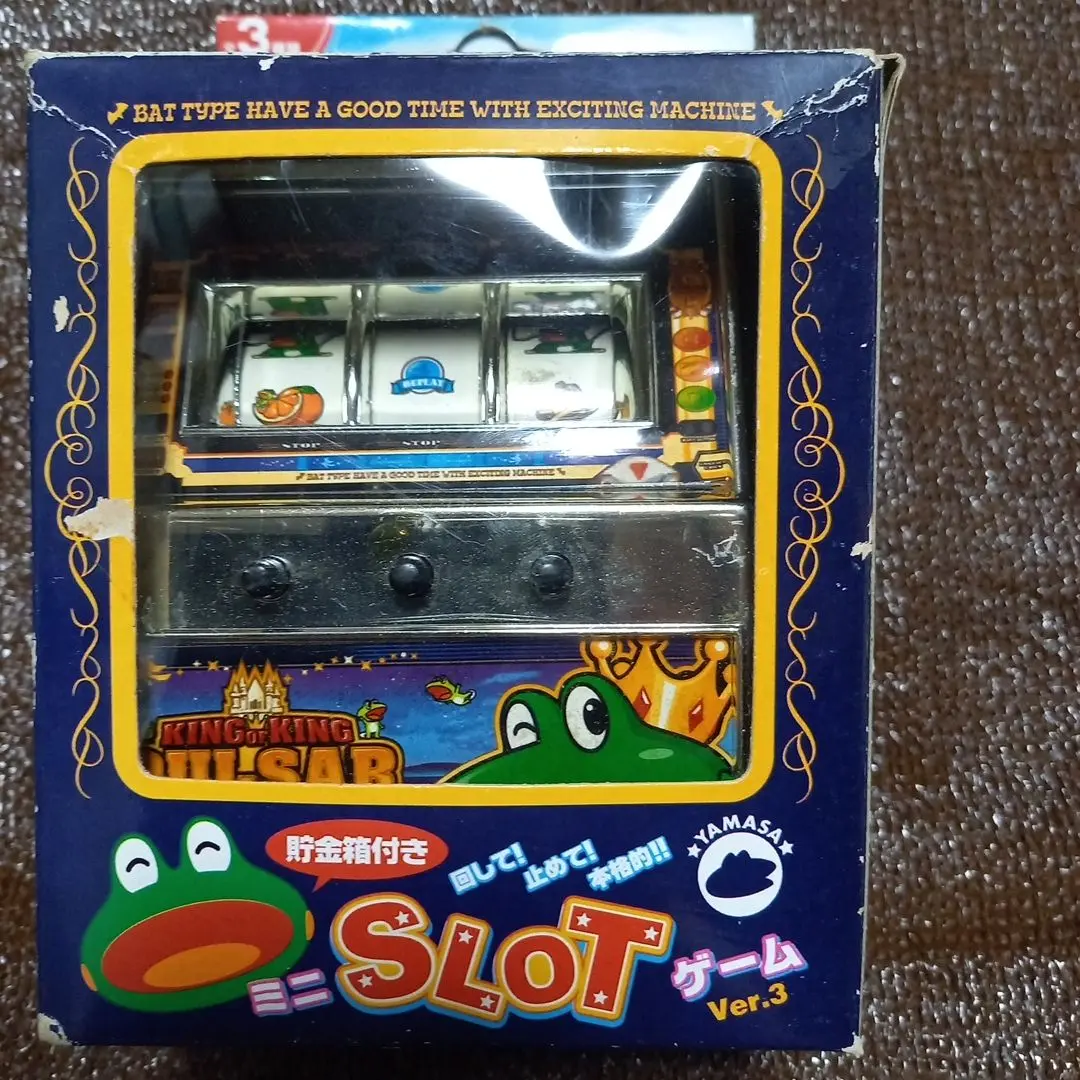 3
BAT TYPE HAVE A GOOD TIME WITH EXCITING MACHINE
REPLAY
STOP STOP
BAT TYPE HAVE A GOOD TIME WITH EXCITING MACHINE
KING OF KING
PULSAR
貯金箱付き
回して! 止めて! 本格的!!
YAMASA
ミニ SLOT ゲーム
Ver.3